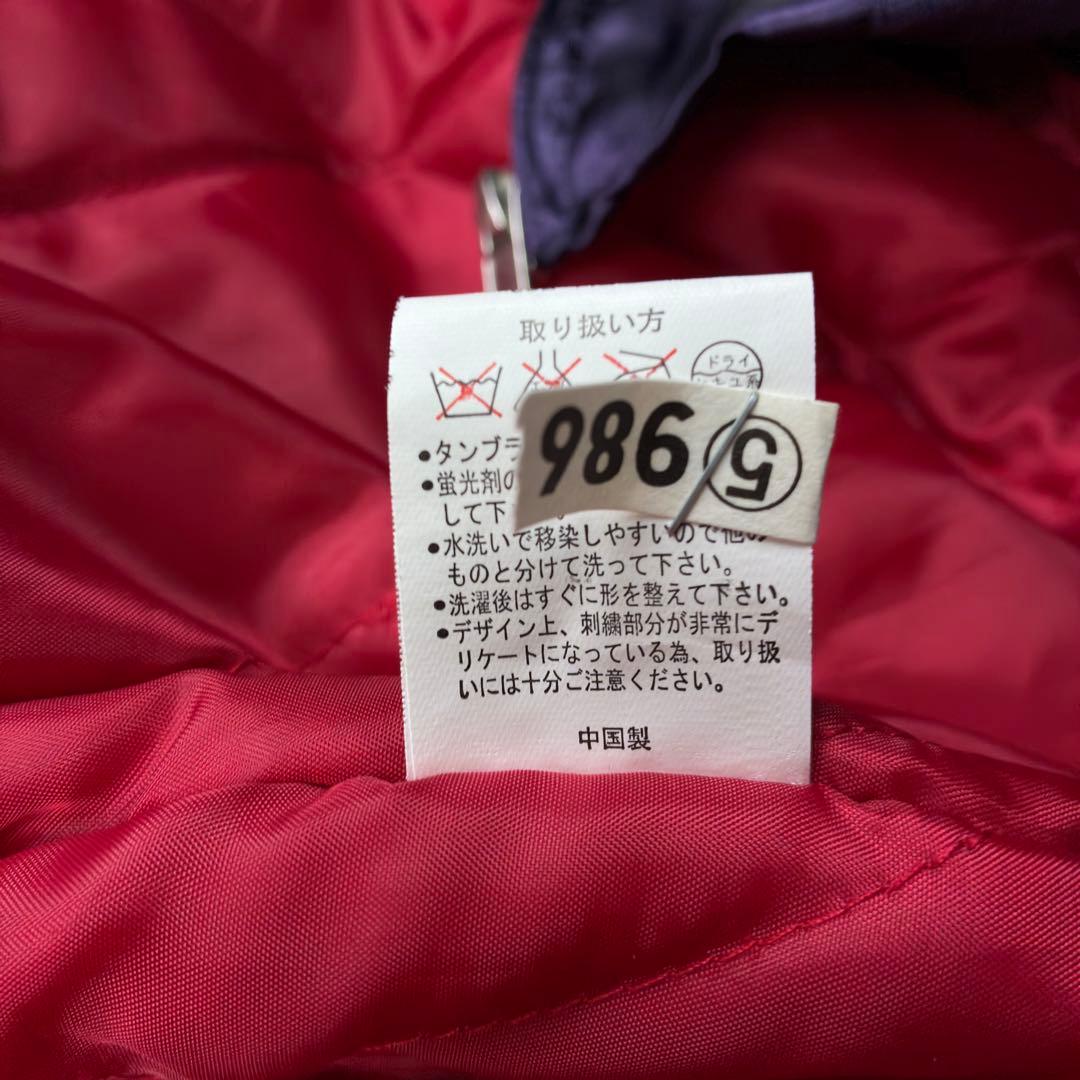 取り扱い方
ドライ
⑤986
●タンブラ
●蛍光剤の
して下
●水洗いで移染しやすいので他の
ものと分けて洗って下さい。
●洗濯後はすぐに形を整えて下さい。
●デザイン上、刺繍部分が非常にデ
リケートになっている為、取り扱
いには十分ご注意ください。
中国製